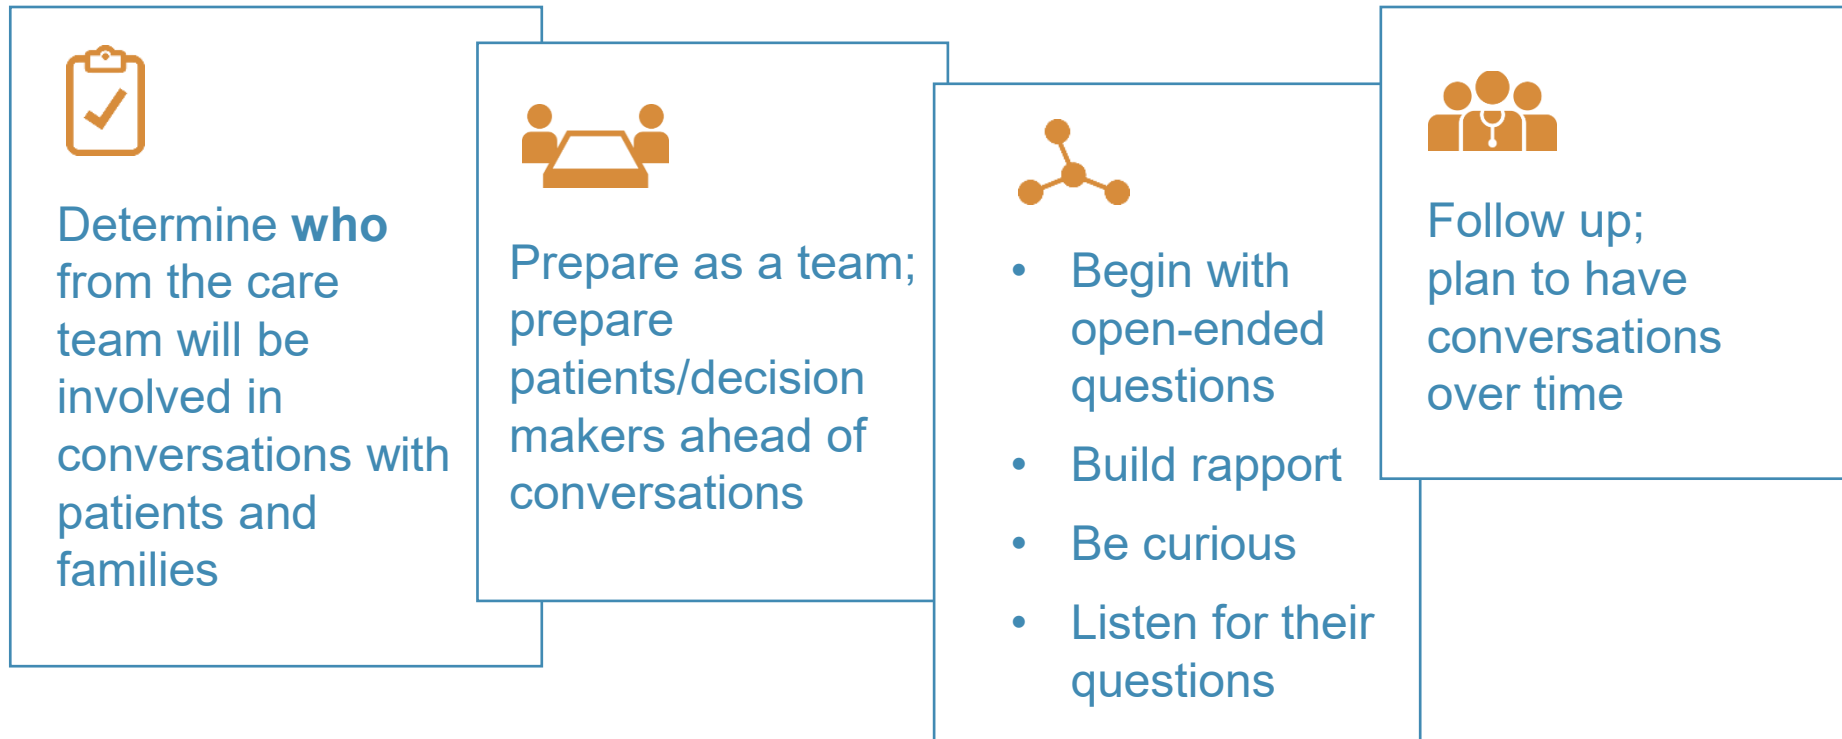 Determine who
from the care
team will be
involved in
conversations with
patients and
families
Prepare as a team;
prepare
patients/decision
makers ahead of
conversations
• Begin with
open-ended
questions
• Build rapport
• Be curious
• Listen for their
questions
Follow up;
plan to have
conversations
over time